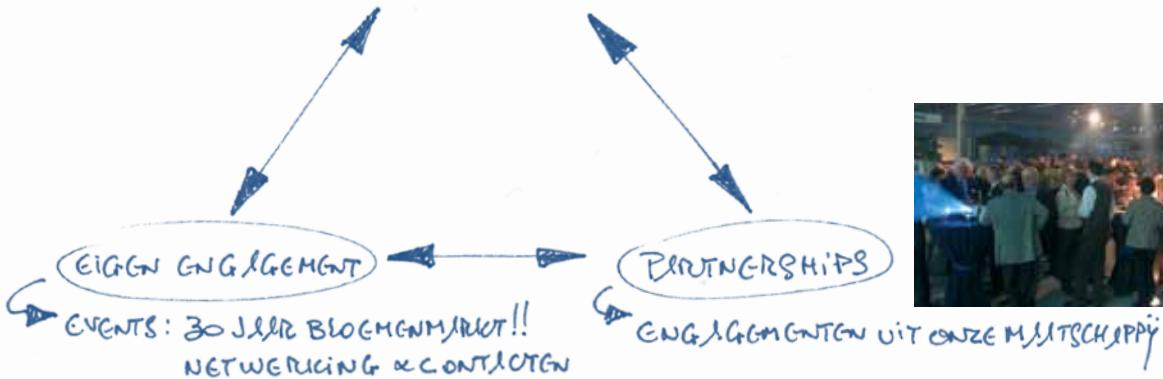 EIGEN ENGAGEMENT
PARTNERSHIPS
EVENTS: 30 JAAR BLOEMENMARKT!!
NETWERKING & CONTACTEN
ENGAGEMENTEN UIT ONZE MAATSCHAPPIJ